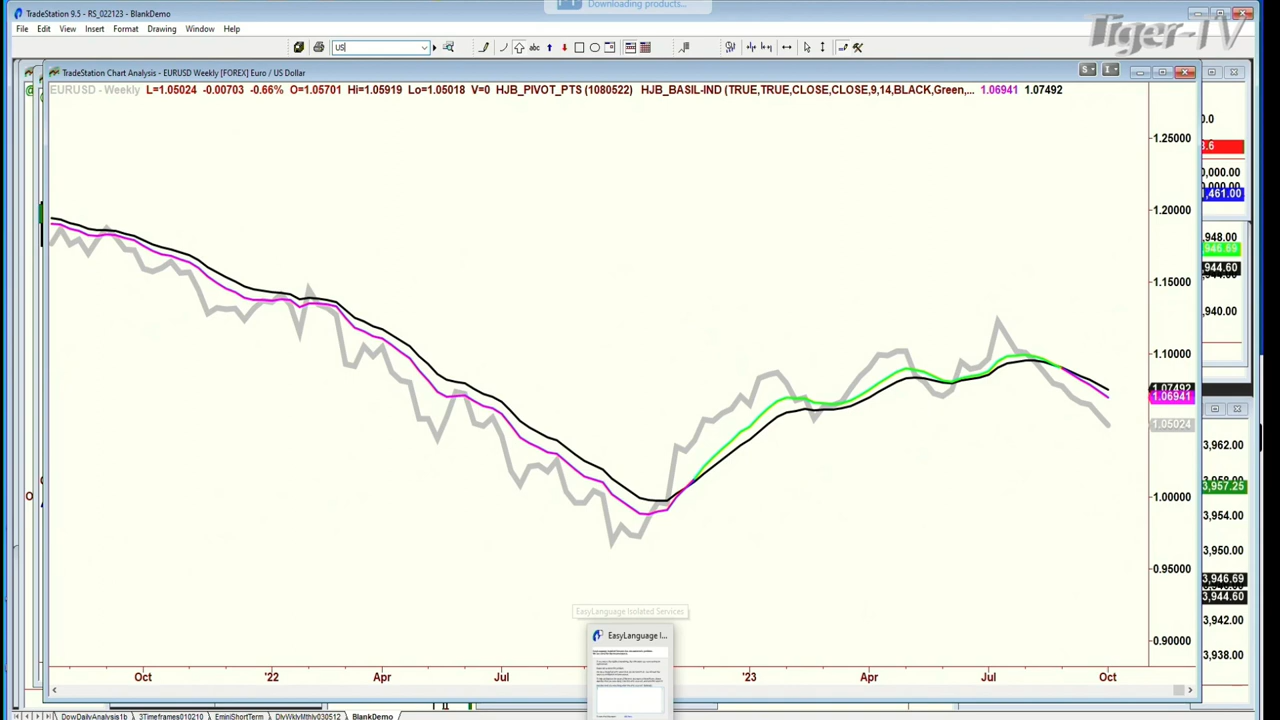 Downloading products...
TradeStation 9.5 - RS_022123 - BlankDemo
Tiger-TV
File Edit View Insert Format Drawing Window Help
US
abc
TradeStation Chart Analysis - EURUSD Weekly [FOREX] Euro / US Dollar
S I
EURUSD - Weekly L=1.05024 -0.00703 -0.66% O=1.05701 Hi=1.05919 Lo=1.05018 V=0 HJB_PIVOT_PTS (1080522) HJB_BASIL-IND (TRUE,TRUE,CLOSE,CLOSE,9,14,BLACK,Green,... 1.06941 1.07492
1.25000
1.20000
1.15000
1.10000
1.07492
1.06941
1.05024
1.00000
0.95000
0.90000
,461.00
,948.00
,944.60
,940.00
3,962.00
3,957.25
3,954.00
3,950.00
3,946.69
3,944.60
3,942.00
3,938.00
EasyLanguage Isolated Services
EasyLanguage I...
Oct '22 Apr Jul '23 Apr Jul Oct
DowDailyAnalysis1b 3Timeframes010210 EminiShortTerm DlyWklyMthly030512 BlankDemo